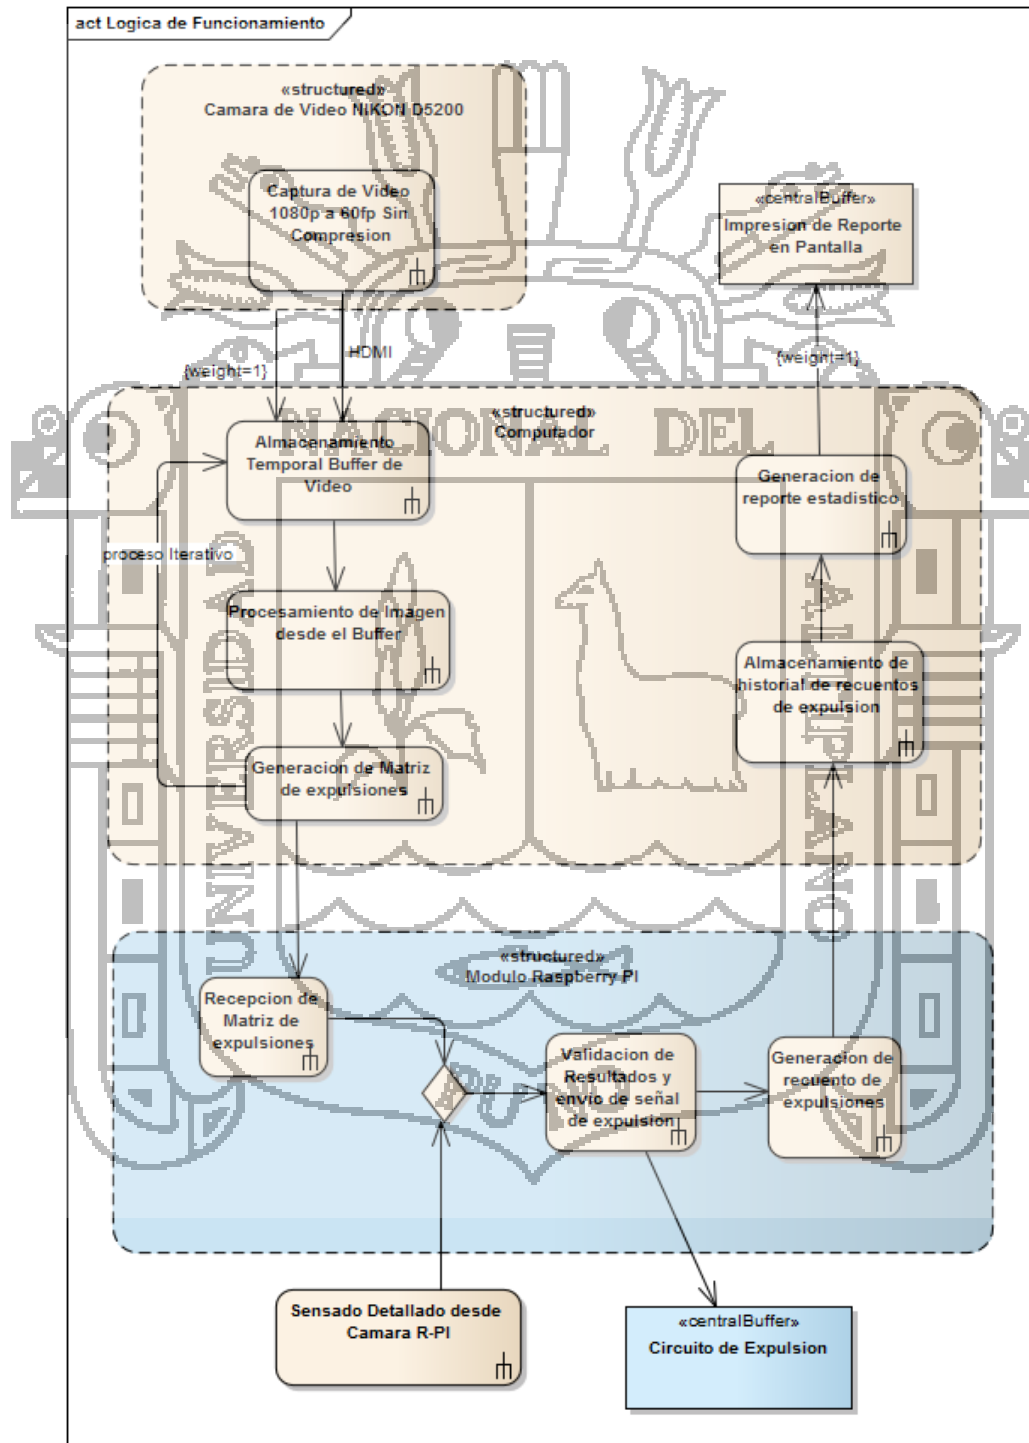 act Logica de Funcionamiento
«structured»
Camara de Video NIKON D5200
Captura de Video
1080p a 60fp Sin
Compresion
«centralBuffer»
Impresion de Reporte
en Pantalla
HDMI
{weight=1}
{weight=1}
«structured»
Computador
NACIONAL DEL
Almacenamiento
Temporal Buffer de
Video
Generacion de
reporte estadistico
proceso Iterativo
UNIVERSIDAD
ALTIPLANO
Procesamiento de Imagen
desde el Buffer
Almacenamiento de
historial de recuentos
de expulsion
Generacion de Matriz
de expulsiones
«structured»
Modulo Raspberry PI
Recepcion de
Matriz de
expulsiones
Validacion de
Resultados y
envio de señal
de expulsion
Generacion de
recuento de
expulsiones
Sensado Detallado desde
Camara R-PI
«centralBuffer»
Circuito de Expulsion